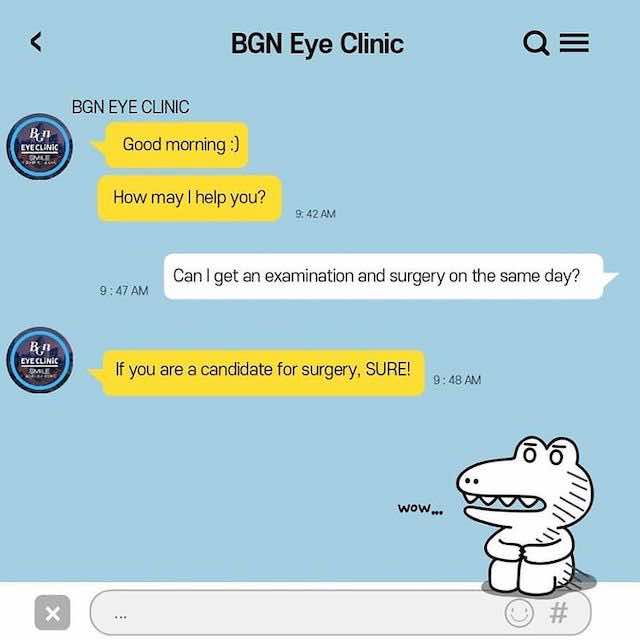 BGN Eye Clinic
BGN EYE CLINIC
BGn
EYE CLINIC
SMILE
Good morning :)
How may I help you?
9: 42 AM
Can I get an examination and surgery on the same day?
9 : 47 AM
BGn
EYE CLINIC
SMILE
If you are a candidate for surgery, SURE!
9 : 48 AM
wow...
...
#